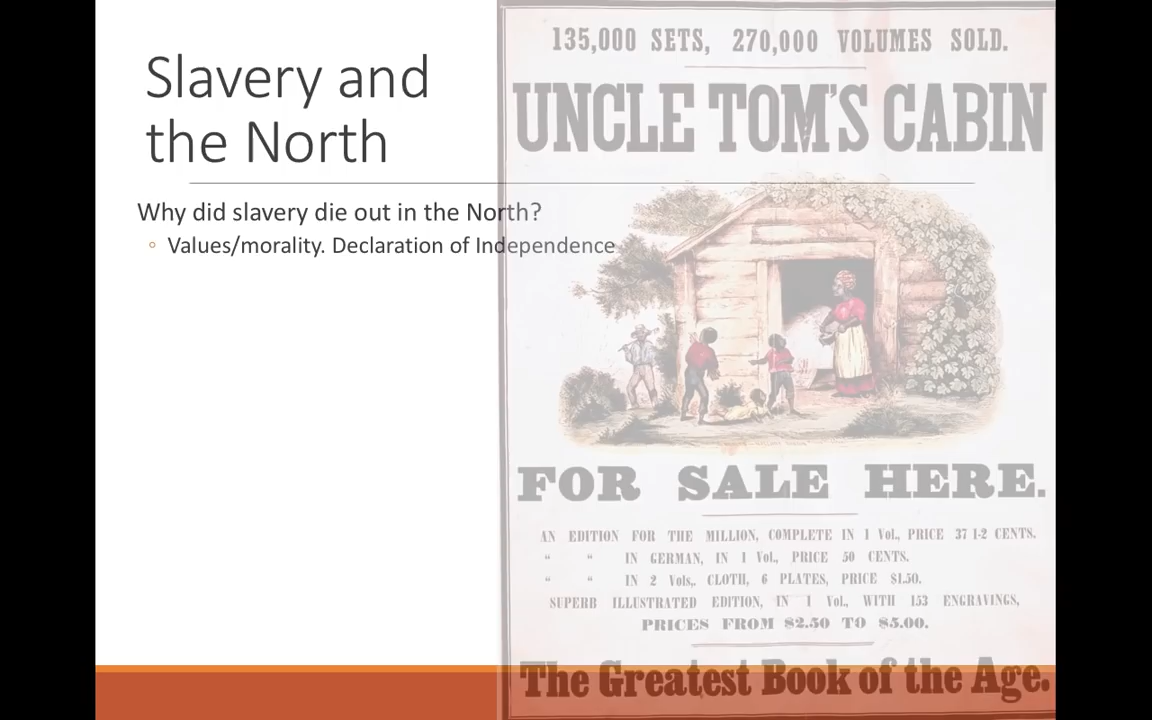 Slavery and
the North
Why did slavery die out in the North?
◦ Values/morality. Declaration of Independence
135,000 SETS, 270,000 VOLUMES SOLD.
UNCLE TOM'S CABIN
FOR SALE HERE.
AN EDITION FOR THE MILLION, COMPLETE IN 1 Vol., PRICE 37 1-2 CENTS.
" " IN GERMAN, IN 1 Vol., PRICE 50 CENTS.
" " IN 2 Vols,. CLOTH, 6 PLATES, PRICE $1.50.
SUPERB ILLUSTRATED EDITION, IN 1 Vol., WITH 153 ENGRAVINGS,
PRICES FROM $2.50 TO $5.00.
The Greatest Book of the Age.